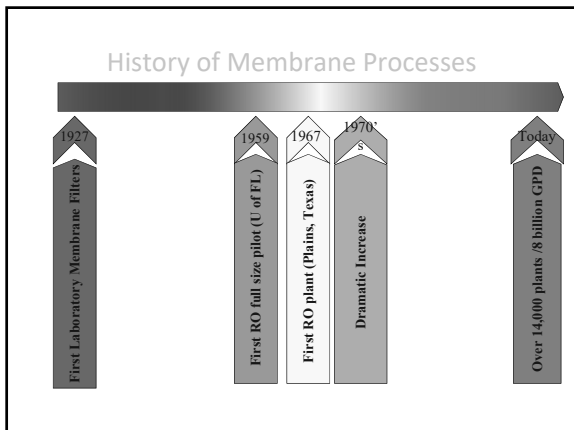 History of Membrane Processes
1927
1959
1967
1970'
s
Today
First Laboratory Membrane Filters
First RO full size pilot (U of FL)
First RO plant (Plains, Texas)
Dramatic Increase
Over 14,000 plants /8 billion GPD